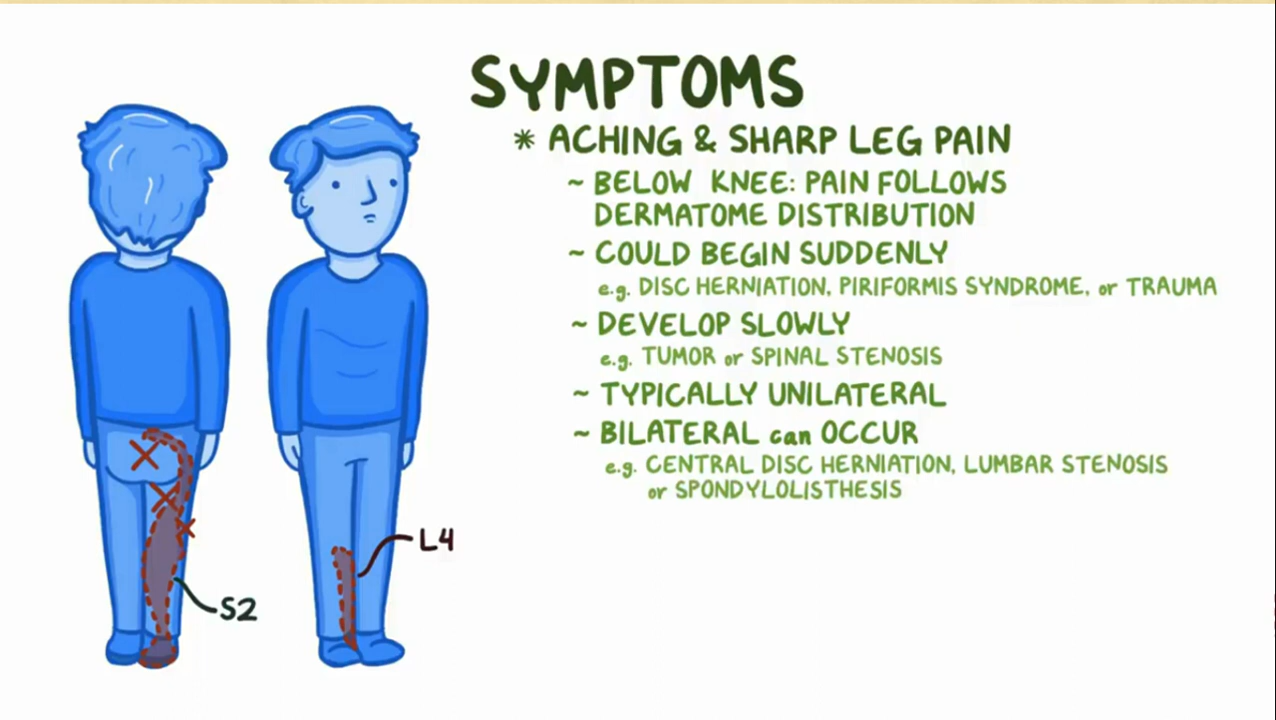 SYMPTOMS
* ACHING & SHARP LEG PAIN
~ BELOW KNEE: PAIN FOLLOWS
DERMATOME DISTRIBUTION
~ COULD BEGIN SUDDENLY
e.g. DISC HERNIATION, PIRIFORMIS SYNDROME, or TRAUMA
~ DEVELOP SLOWLY
e.g. TUMOR or SPINAL STENOSIS
~ TYPICALLY UNILATERAL
~ BILATERAL can OCCUR
e.g. CENTRAL DISC HERNIATION, LUMBAR STENOSIS
or SPONDYLOLISTHESIS
L4
S2